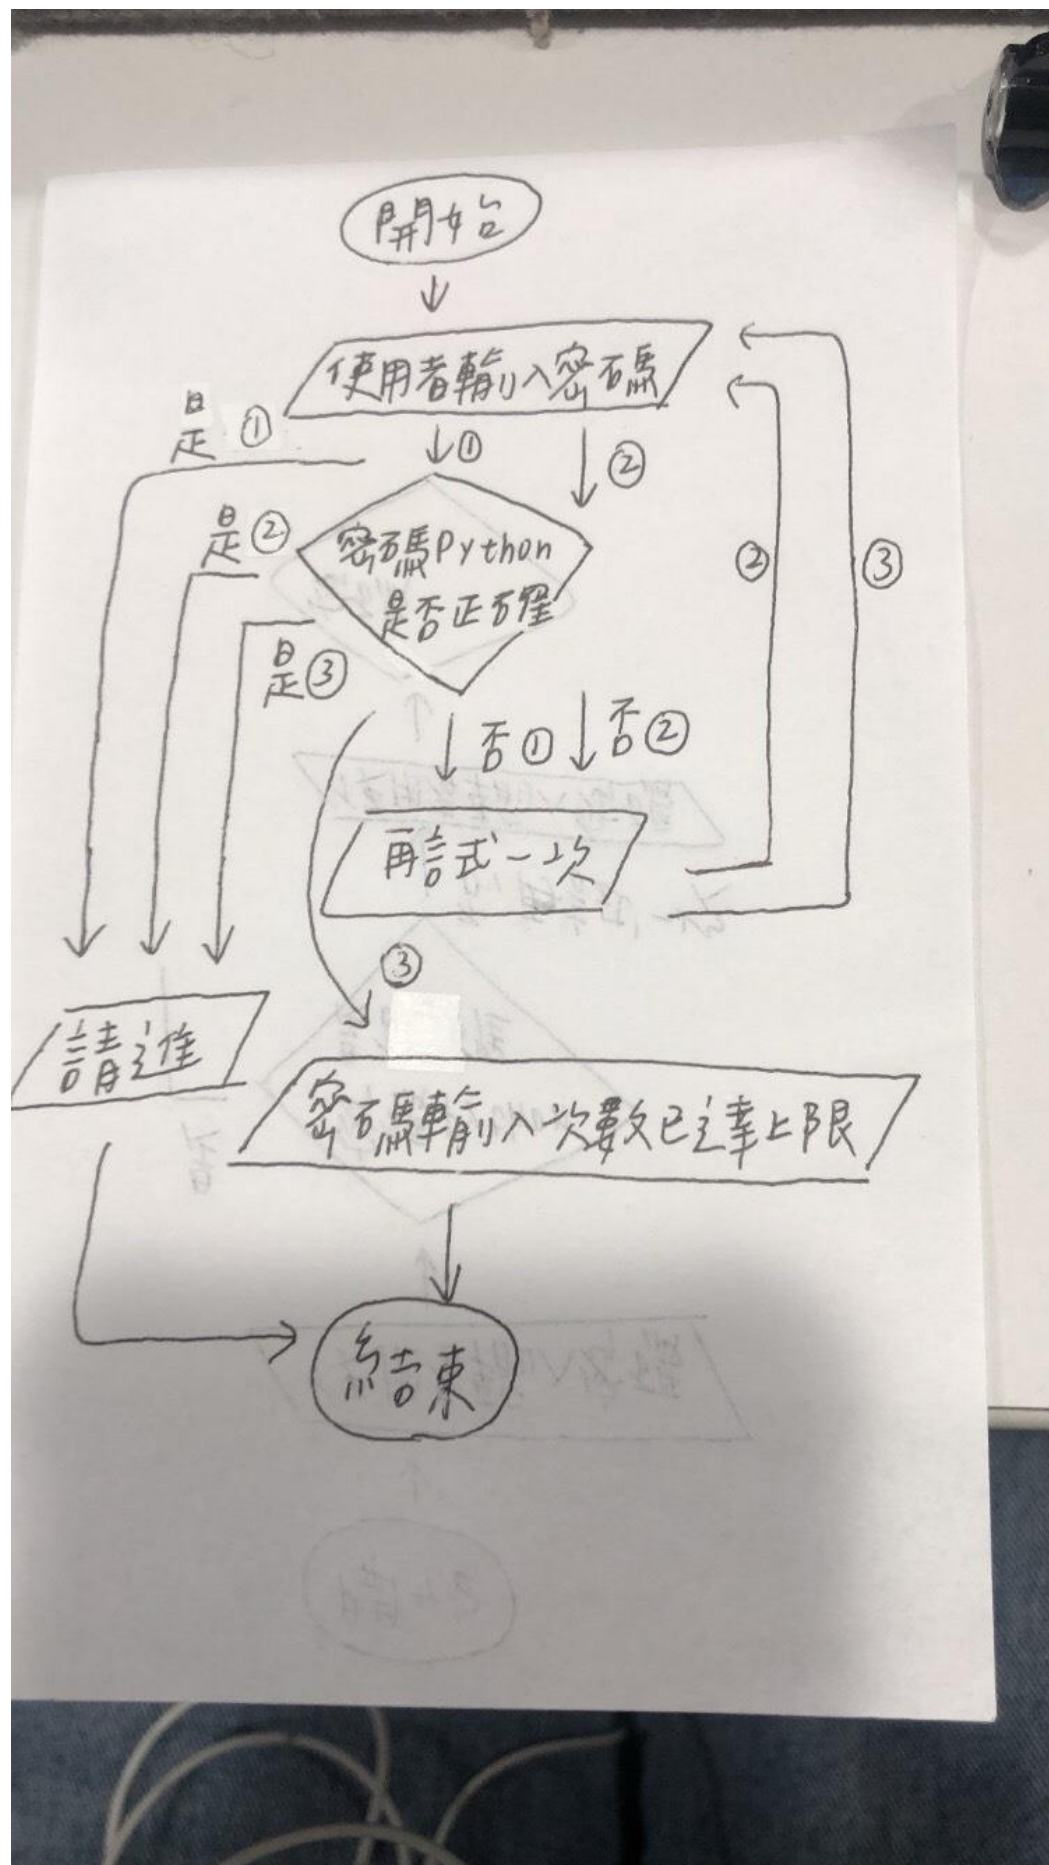 開始
使用者輸入密碼
是 ①
①
②
是 ②
密碼Python
是否正確
②
③
是 ③
否 ①
否 ②
再試一次
③
請進
密碼輸入次數已達上限
結束